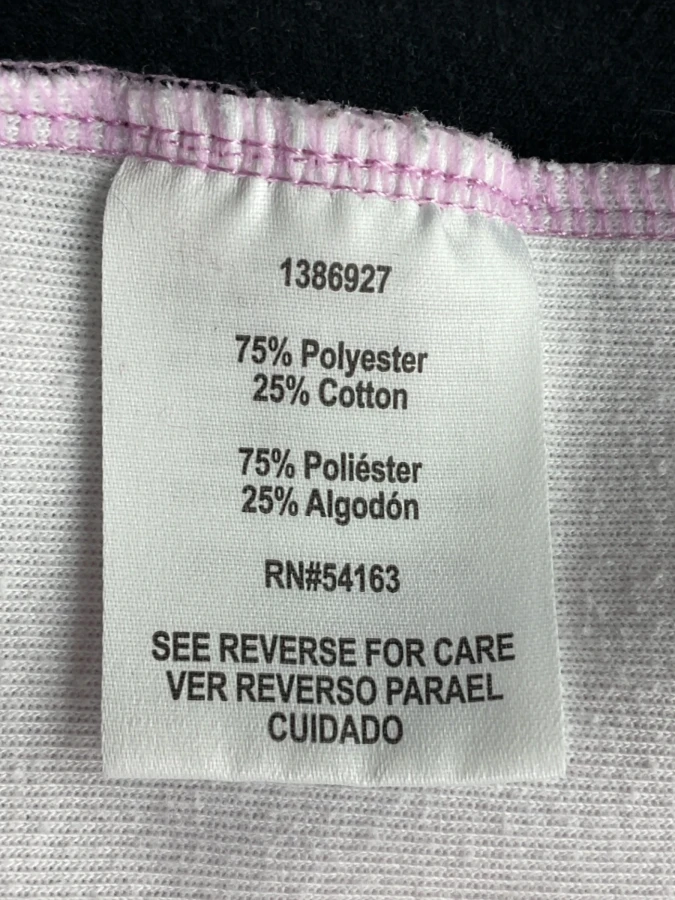 1386927
75% Polyester
25% Cotton
75% Poliéster
25% Algodón
RN#54163
SEE REVERSE FOR CARE
VER REVERSO PARAEL
CUIDADO